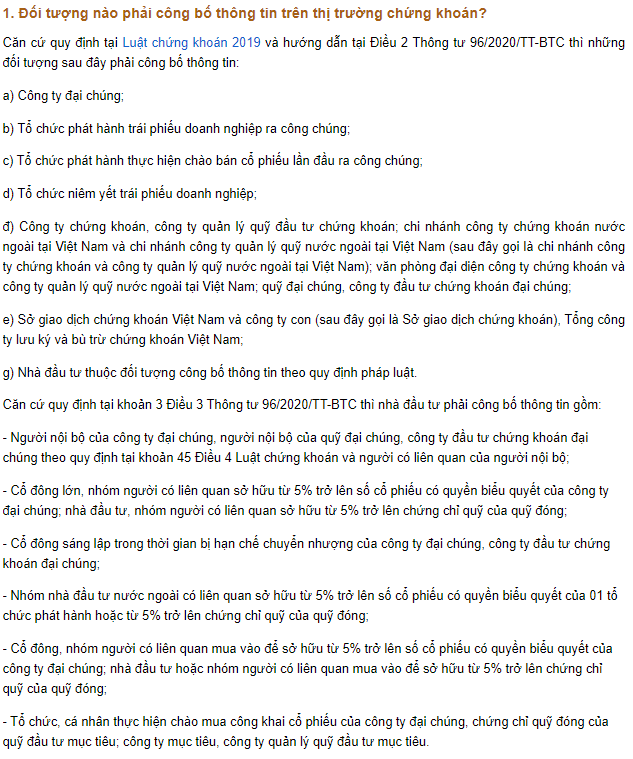 1. Đối tượng nào phải công bố thông tin trên thị trường chứng khoán?
Căn cứ quy định tại Luật chứng khoán 2019 và hướng dẫn tại Điều 2 Thông tư 96/2020/TT-BTC thì những
đối tượng sau đây phải công bố thông tin:
a) Công ty đại chúng;
b) Tổ chức phát hành trái phiếu doanh nghiệp ra công chúng;
c) Tổ chức phát hành thực hiện chào bán cổ phiếu lần đầu ra công chúng;
d) Tổ chức niêm yết trái phiếu doanh nghiệp;
đ) Công ty chứng khoán, công ty quản lý quỹ đầu tư chứng khoán; chi nhánh công ty chứng khoán nước
ngoài tại Việt Nam và chi nhánh công ty quản lý quỹ nước ngoài tại Việt Nam (sau đây gọi là chi nhánh công
ty chứng khoán và công ty quản lý quỹ nước ngoài tại Việt Nam); văn phòng đại diện công ty chứng khoán và
công ty quản lý quỹ nước ngoài tại Việt Nam; quỹ đại chúng, công ty đầu tư chứng khoán đại chúng;
e) Sở giao dịch chứng khoán Việt Nam và công ty con (sau đây gọi là Sở giao dịch chứng khoán), Tổng công
ty lưu ký và bù trừ chứng khoán Việt Nam;
g) Nhà đầu tư thuộc đối tượng công bố thông tin theo quy định pháp luật.
Căn cứ quy định tại khoản 3 Điều 3 Thông tư 96/2020/TT-BTC thì nhà đầu tư phải công bố thông tin gồm:
- Người nội bộ của công ty đại chúng, người nội bộ của quỹ đại chúng, công ty đầu tư chứng khoán đại
chúng theo quy định tại khoản 45 Điều 4 Luật chứng khoán và người có liên quan của người nội bộ;
- Cổ đông lớn, nhóm người có liên quan sở hữu từ 5% trở lên số cổ phiếu có quyền biểu quyết của công ty
đại chúng; nhà đầu tư, nhóm người có liên quan sở hữu từ 5% trở lên chứng chỉ quỹ của quỹ đóng;
- Cổ đông sáng lập trong thời gian bị hạn chế chuyển nhượng của công ty đại chúng, công ty đầu tư chứng
khoán đại chúng;
- Nhóm nhà đầu tư nước ngoài có liên quan sở hữu từ 5% trở lên số cổ phiếu có quyền biểu quyết của 01 tổ
chức phát hành hoặc từ 5% trở lên chứng chỉ quỹ của quỹ đóng;
- Cổ đông, nhóm người có liên quan mua vào để sở hữu từ 5% trở lên số cổ phiếu có quyền biểu quyết của
công ty đại chúng; nhà đầu tư hoặc nhóm người có liên quan mua vào để sở hữu từ 5% trở lên chứng chỉ
quỹ của quỹ đóng;
- Tổ chức, cá nhân thực hiện chào mua công khai cổ phiếu của công ty đại chúng, chứng chỉ quỹ đóng của
quỹ đầu tư mục tiêu; công ty mục tiêu, công ty quản lý quỹ đầu tư mục tiêu.